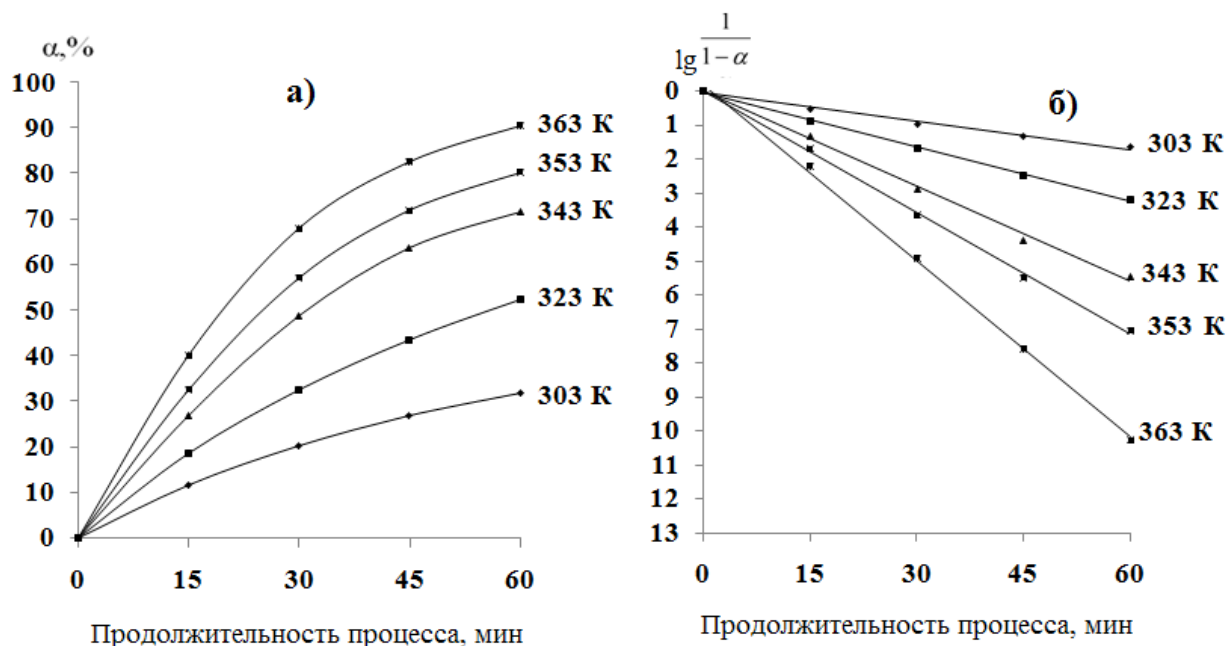 α,%
а)
100
90
80
70
60
50
40
30
20
10
0
363 К
353 К
343 К
323 К
303 К
0 15 30 45 60
Продолжительность процесса, мин
lg 1
1 − α
б)
0
1
2
3
4
5
6
7
8
9
10
11
12
13
303 К
323 К
343 К
353 К
363 К
0 15 30 45 60
Продолжительность процесса, мин